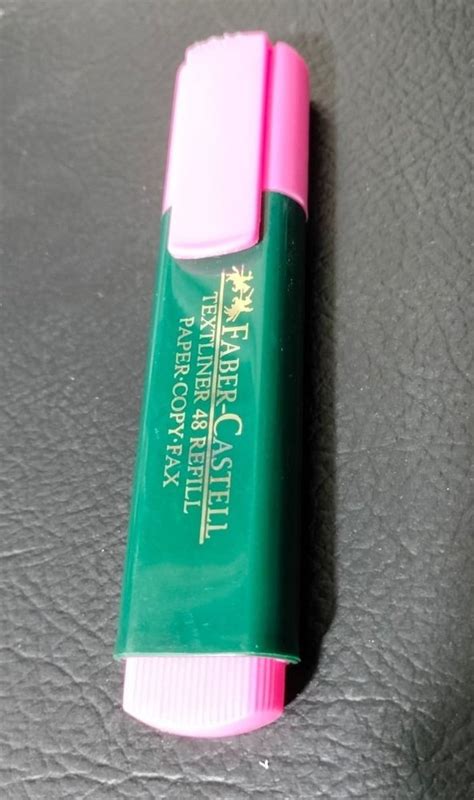 FABER-CASTELL
TEXTLINER 48 REFILL
PAPER·COPY·FAX